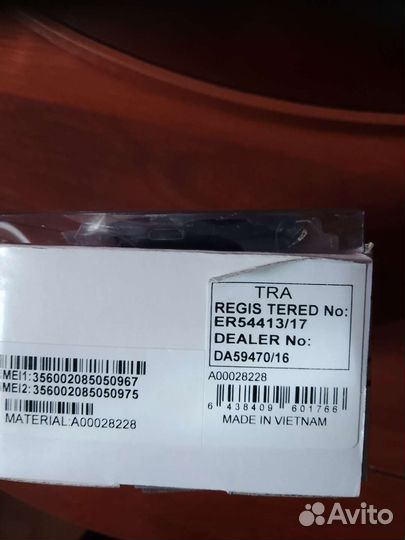 TRA
REGIS TERED No:
ER54413/17
DEALER No:
DA59470/16
MEI1:356002085050967
MEI2:356002085050975
MATERIAL:A00028228
A00028228
6 438409 601766
MADE IN VIETNAM
Avito